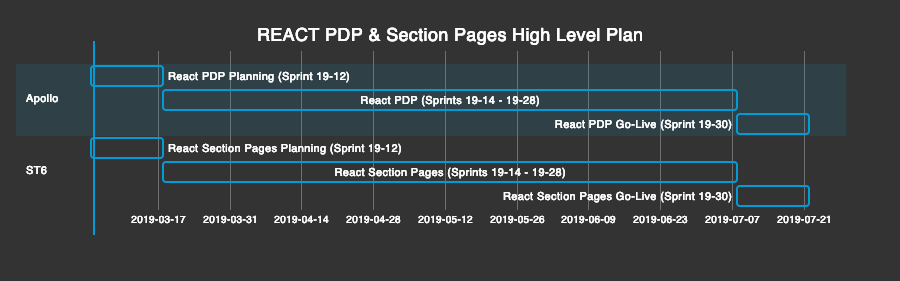 REACT PDP & Section Pages High Level Plan
React PDP Planning (Sprint 19-12)
Apollo
React PDP (Sprints 19-14 - 19-28)
React PDP Go-Live (Sprint 19-30)
React Section Pages Planning (Sprint 19-12)
ST6
React Section Pages (Sprints 19-14 - 19-28)
React Section Pages Go-Live (Sprint 19-30)
2019-03-17 2019-03-31 2019-04-14 2019-04-28 2019-05-12 2019-05-26 2019-06-09 2019-06-23 2019-07-07 2019-07-21